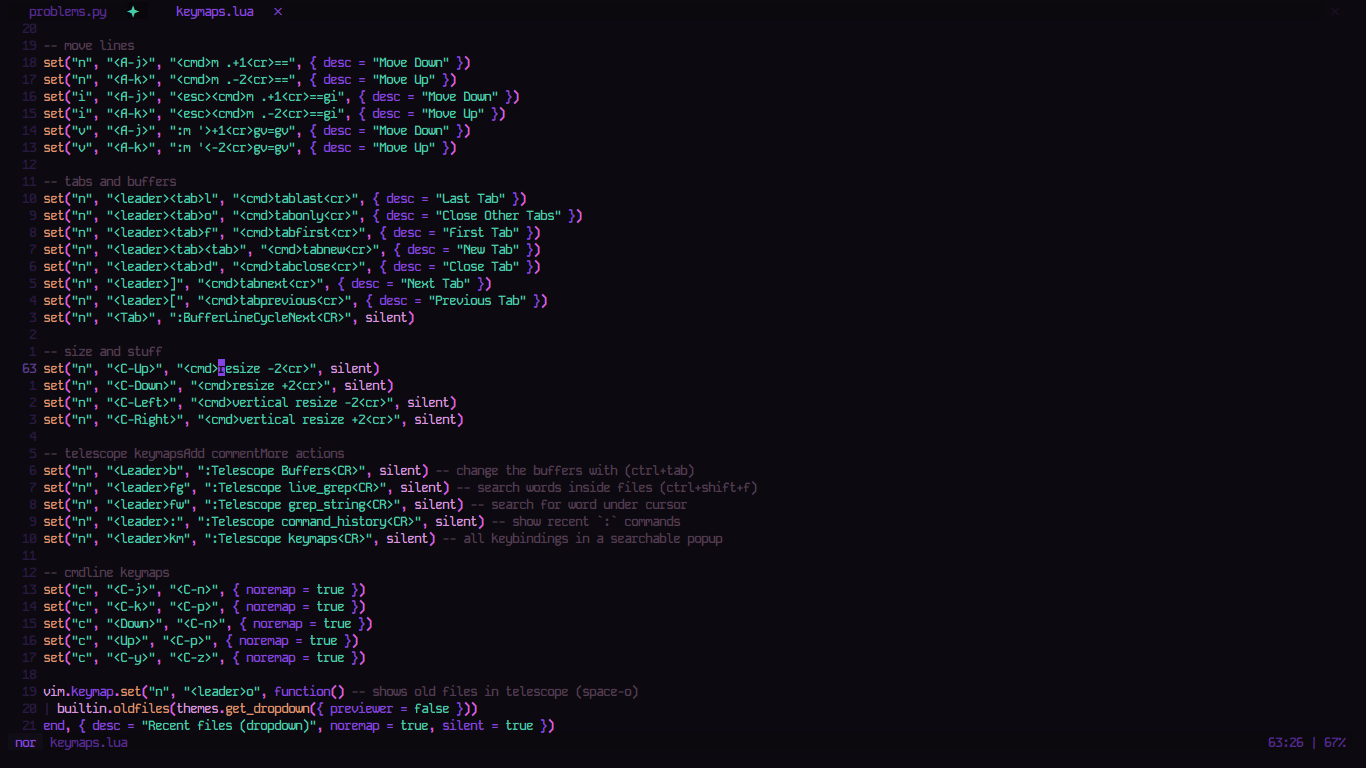 problems.py ✦ keymaps.lua ×
20
19 -- move lines
18 set("n", "<A-j>", "<cmd>m .+1<cr>==", { desc = "Move Down" })
17 set("n", "<A-k>", "<cmd>m .-2<cr>==", { desc = "Move Up" })
16 set("i", "<A-j>", "<esc><cmd>m .+1<cr>==gi", { desc = "Move Down" })
15 set("i", "<A-k>", "<esc><cmd>m .-2<cr>==gi", { desc = "Move Up" })
14 set("v", "<A-j>", ":m '>+1<cr>gv=gv", { desc = "Move Down" })
13 set("v", "<A-k>", ":m '<-2<cr>gv=gv", { desc = "Move Up" })
12
11 -- tabs and buffers
10 set("n", "<leader><tab>l", "<cmd>tablast<cr>", { desc = "Last Tab" })
9 set("n", "<leader><tab>o", "<cmd>tabonly<cr>", { desc = "Close Other Tabs" })
8 set("n", "<leader><tab>f", "<cmd>tabfirst<cr>", { desc = "First Tab" })
7 set("n", "<leader><tab><tab>", "<cmd>tabnew<cr>", { desc = "New Tab" })
6 set("n", "<leader><tab>d", "<cmd>tabclose<cr>", { desc = "Close Tab" })
5 set("n", "<leader>]", "<cmd>tabnext<cr>", { desc = "Next Tab" })
4 set("n", "<leader>[", "<cmd>tabprevious<cr>", { desc = "Previous Tab" })
3 set("n", "<Tab>", ":BufferLineCycleNext<CR>", silent)
2
1 -- size and stuff
63 set("n", "<C-Up>", "<cmd>resize -2<cr>", silent)
1 set("n", "<C-Down>", "<cmd>resize +2<cr>", silent)
2 set("n", "<C-Left>", "<cmd>vertical resize -2<cr>", silent)
3 set("n", "<C-Right>", "<cmd>vertical resize +2<cr>", silent)
4
5 -- telescope keymapsAdd commentMore actions
6 set("n", "<Leader>b", ":Telescope Buffers<CR>", silent) -- change the buffers with (ctrl+tab)
7 set("n", "<leader>fg", ":Telescope live_grep<CR>", silent) -- search words inside files (ctrl+shift+f)
8 set("n", "<leader>fw", ":Telescope grep_string<CR>", silent) -- search for word under cursor
9 set("n", "<leader>:", ":Telescope command_history<CR>", silent) -- show recent `:` commands
10 set("n", "<leader>km", ":Telescope keymaps<CR>", silent) -- all keybindings in a searchable popup
11
12 -- cmdline keymaps
13 set("c", "<C-j>", "<C-n>", { noremap = true })
14 set("c", "<C-k>", "<C-p>", { noremap = true })
15 set("c", "<Down>", "<C-n>", { noremap = true })
16 set("c", "<Up>", "<C-p>", { noremap = true })
17 set("c", "<C-y>", "<C-z>", { noremap = true })
18
19 vim.keymap.set("n", "<leader>o", function() -- shows old files in telescope (space-o)
20 | builtin.oldfiles(themes.get_dropdown({ previewer = false }))
21 end, { desc = "Recent files (dropdown)", noremap = true, silent = true })
nor keymaps.lua 63:26 | 67%